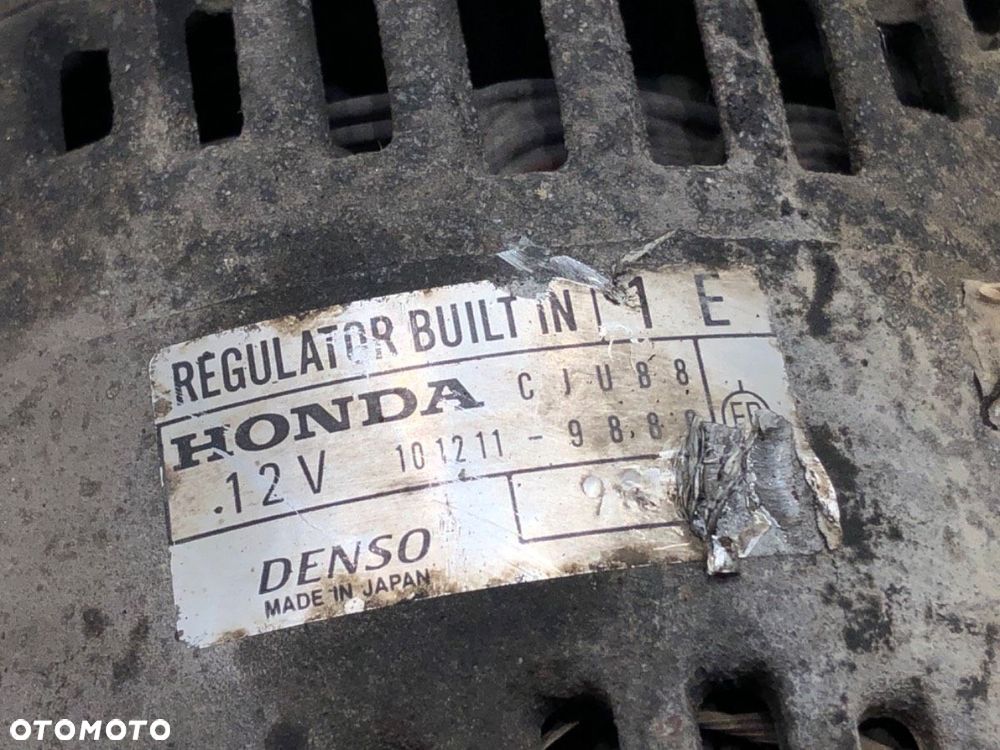 REGULATOR BUILT IN 1 E
HONDA CJU88
12V 101211-988
DENSO
MADE IN JAPAN
OTOMOTO